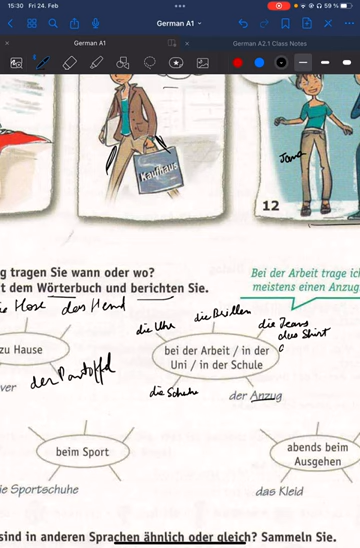 15:30 Fri 24. Feb
59 %
German A1
German A1
German A2.1 Class Notes
Kaufhaus
Jana
12
g tragen Sie wann oder wo?
t dem Wörterbuch und berichten Sie.
Bei der Arbeit trage ich
meistens einen Anzug.
Hose das Hemd
die Uhr
die Brillen
die Jeans
das Shirt
zu Hause
bei der Arbeit / in der
Uni / in der Schule
ver
der Pantoffel
die Schuhe
der Anzug
beim Sport
abends beim
Ausgehen
ie Sportschuhe
das Kleid
sind in anderen Sprachen ähnlich oder gleich? Sammeln Sie.